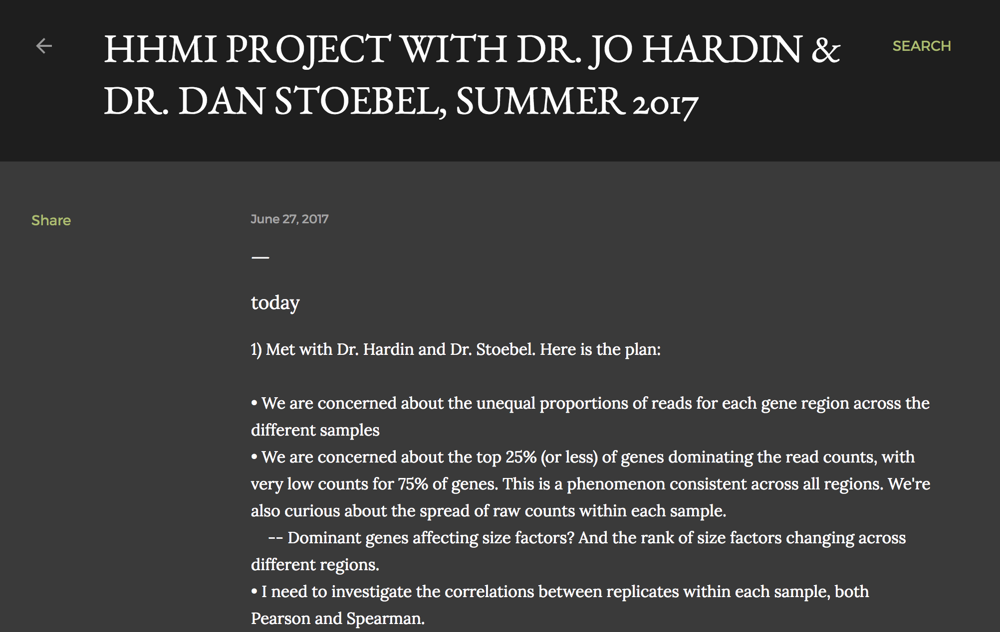 HHMI PROJECT WITH DR. JO HARDIN &
DR. DAN STOEBEL, SUMMER 2017
SEARCH
Share
June 27, 2017
today
1) Met with Dr. Hardin and Dr. Stoebel. Here is the plan:
• We are concerned about the unequal proportions of reads for each gene region across the
different samples
• We are concerned about the top 25% (or less) of genes dominating the read counts, with
very low counts for 75% of genes. This is a phenomenon consistent across all regions. We're
also curious about the spread of raw counts within each sample.
-- Dominant genes affecting size factors? And the rank of size factors changing across
different regions.
• I need to investigate the correlations between replicates within each sample, both
Pearson and Spearman.